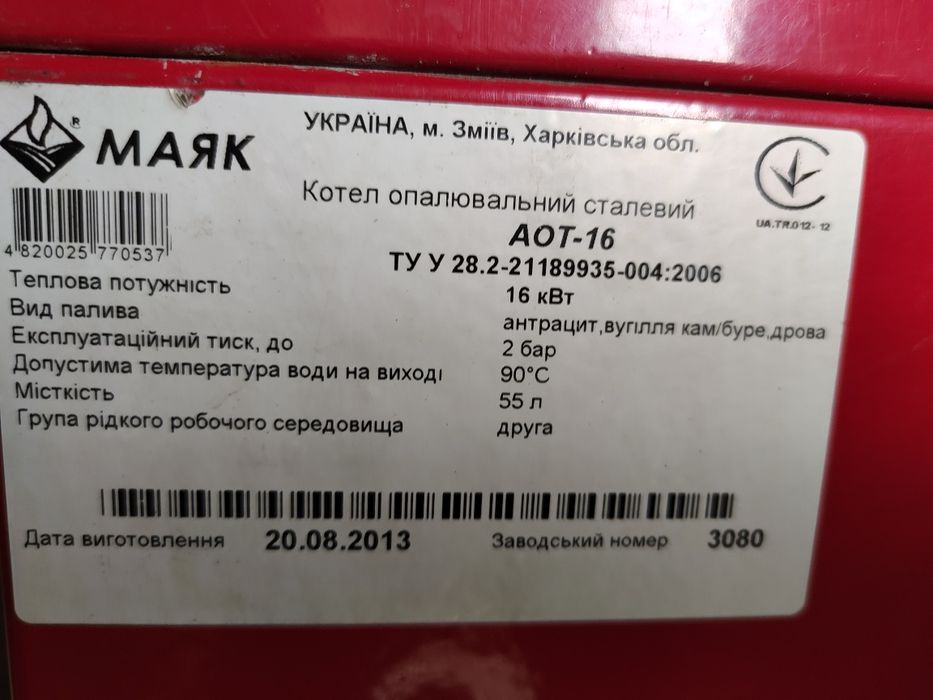 МАЯК
УКРАЇНА, м. Зміїв, Харківська обл.
UA.TR.012- 12
Котел опалювальний сталевий
АОТ-16
ТУ У 28.2-21189935-004:2006
4 820025 770537
Теплова потужність 16 кВт
Вид палива антрацит,вугілля кам/буре,дрова
Експлуатаційний тиск, до 2 бар
Допустима температура води на виході 90°С
Місткість 55 л
Група рідкого робочого середовища друга
Дата виготовлення 20.08.2013 Заводський номер 3080